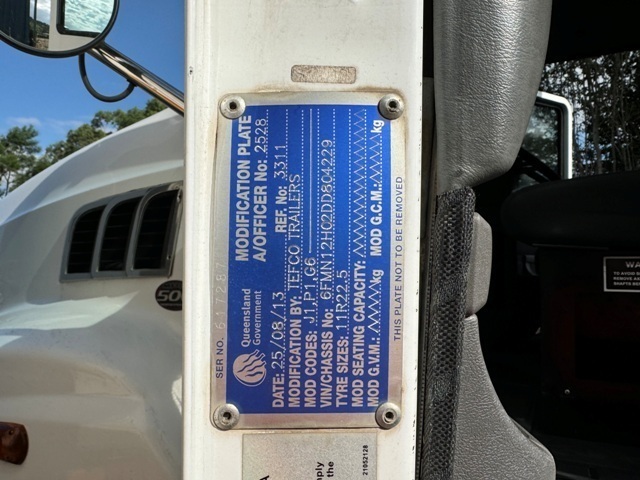 MODIFICATION PLATE
A/OFFICER No: 2528
REF. No: 3311
Queensland
Government
DATE: 25/08/13
MODIFICATION BY: TEFCO TRAILERS
MOD CODES: J1.P1.G6
VIN/CHASSIS No: 6FMN12HC2DD804229
TYRE SIZES: 11R22.5
MOD SEATING CAPACITY:
MOD G.V.M.: kg MOD G.C.M.: kg
SER NO. 617287
THIS PLATE NOT TO BE REMOVED
50
21052128